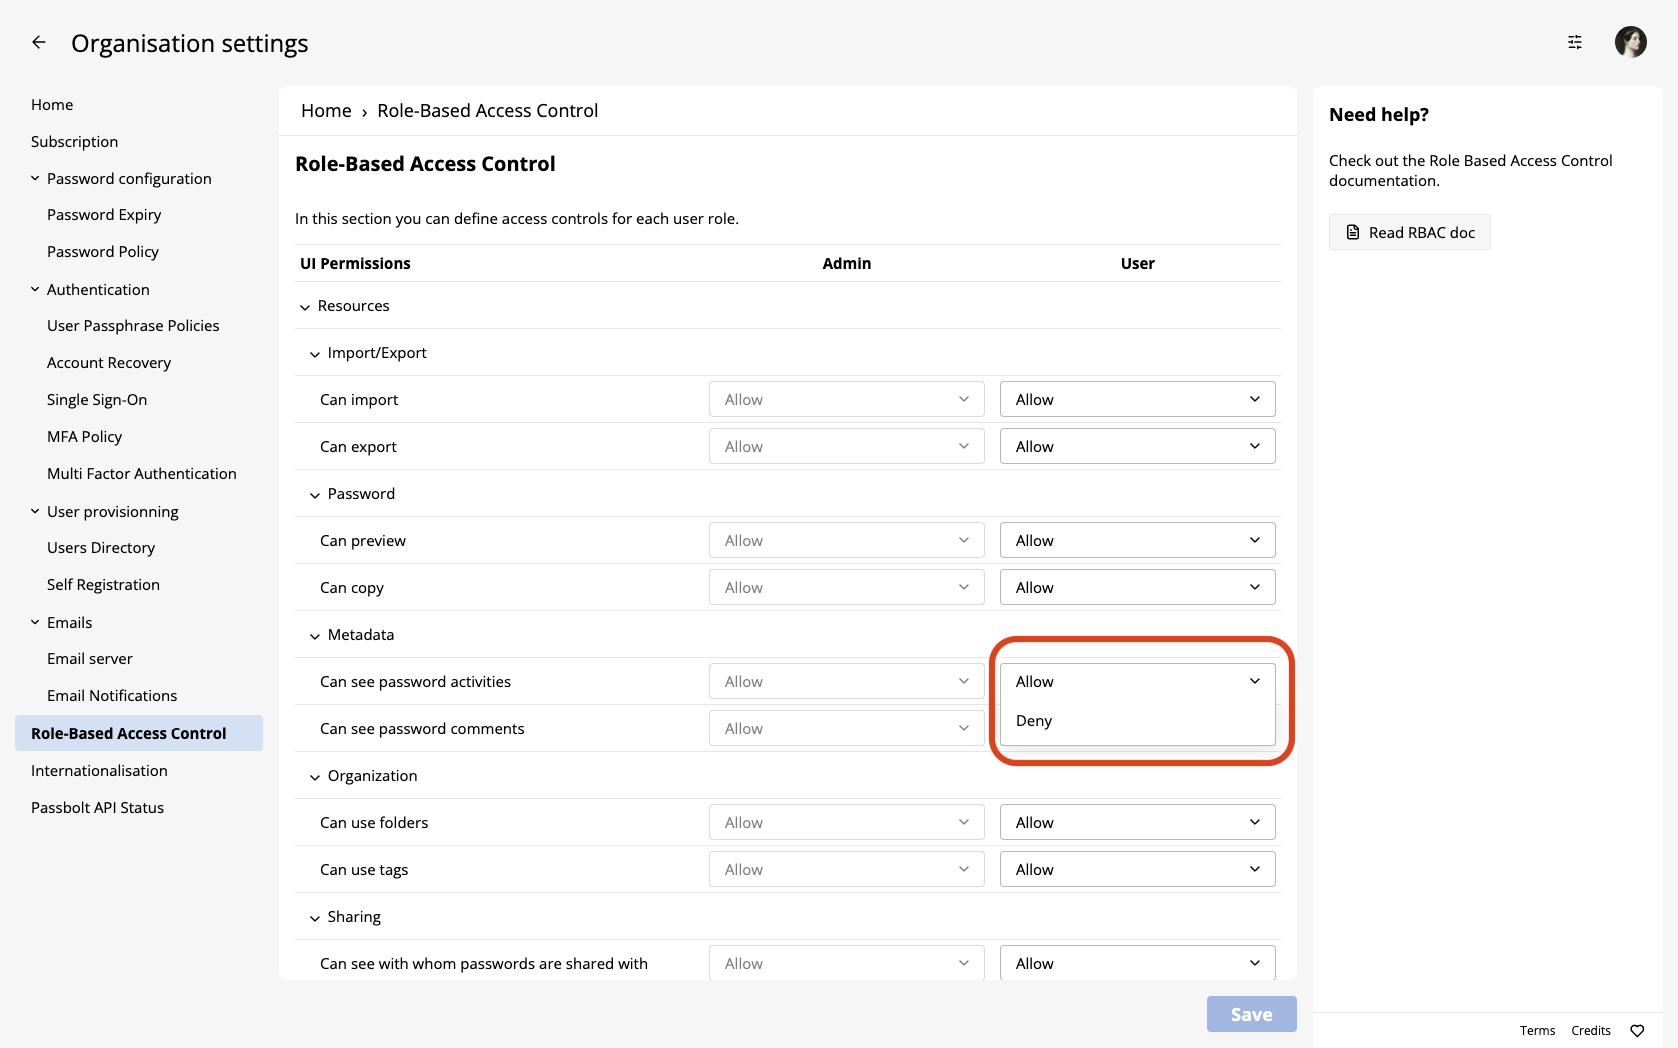 Organisation settings
Home
Subscription
Password configuration
Password Expiry
Password Policy
Authentication
User Passphrase Policies
Account Recovery
Single Sign-On
MFA Policy
Multi Factor Authentication
User provisionning
Users Directory
Self Registration
Emails
Email server
Email Notifications
Role-Based Access Control
Internationalisation
Passbolt API Status
Home › Role-Based Access Control
Role-Based Access Control
In this section you can define access controls for each user role.
UI Permissions Admin User
Resources
Import/Export
Can import Allow Allow
Can export Allow Allow
Password
Can preview Allow Allow
Can copy Allow Allow
Metadata
Can see password activities Allow Allow
Deny
Can see password comments Allow
Organization
Can use folders Allow Allow
Can use tags Allow Allow
Sharing
Can see with whom passwords are shared with Allow Allow
Save
Need help?
Check out the Role Based Access Control
documentation.
Read RBAC doc
Terms Credits